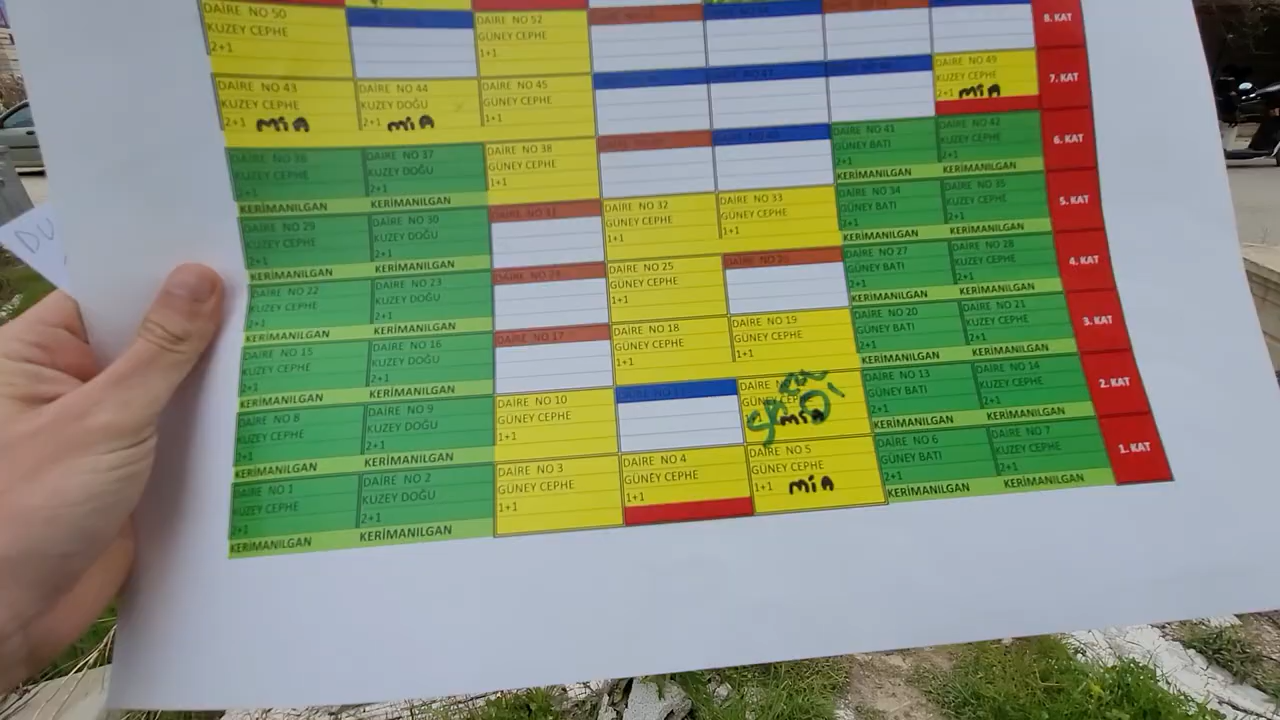 DAİRE NO 50 DAİRE NO 52 8. KAT
KUZEY CEPHE GÜNEY CEPHE
2+1 1+1
DAİRE NO 43 DAİRE NO 44 DAİRE NO 45 DAİRE NO 49 7. KAT
KUZEY CEPHE KUZEY DOĞU GÜNEY CEPHE KUZEY CEPHE
2+1 MİA 2+1 MİA 1+1 2+1 MİA
DAİRE NO 36 DAİRE NO 37 DAİRE NO 38 DAİRE NO 41 DAİRE NO 42 6. KAT
KUZEY CEPHE KUZEY DOĞU GÜNEY CEPHE GÜNEY BATI KUZEY CEPHE
2+1 2+1 1+1 2+1 2+1
KERİMANILGAN KERİMANILGAN KERİMANILGAN KERİMANILGAN
DAİRE NO 29 DAİRE NO 30 DAİRE NO 31 DAİRE NO 32 DAİRE NO 33 DAİRE NO 34 DAİRE NO 35 5. KAT
KUZEY CEPHE KUZEY DOĞU GÜNEY CEPHE GÜNEY CEPHE GÜNEY BATI KUZEY CEPHE
2+1 2+1 1+1 1+1 2+1 2+1
KERİMANILGAN KERİMANILGAN KERİMANILGAN KERİMANILGAN
DAİRE NO 22 DAİRE NO 23 DAİRE NO 24 DAİRE NO 25 DAİRE NO 26 DAİRE NO 27 DAİRE NO 28 4. KAT
KUZEY CEPHE KUZEY DOĞU GÜNEY CEPHE GÜNEY BATI KUZEY CEPHE
2+1 2+1 1+1 2+1 2+1
KERİMANILGAN KERİMANILGAN KERİMANILGAN KERİMANILGAN
DAİRE NO 15 DAİRE NO 16 DAİRE NO 17 DAİRE NO 18 DAİRE NO 19 DAİRE NO 20 DAİRE NO 21 3. KAT
KUZEY CEPHE KUZEY DOĞU GÜNEY CEPHE GÜNEY CEPHE GÜNEY BATI KUZEY CEPHE
2+1 2+1 1+1 1+1 2+1 2+1
KERİMANILGAN KERİMANILGAN KERİMANILGAN KERİMANILGAN
DAİRE NO 8 DAİRE NO 9 DAİRE NO 10 DAİRE NO 13 DAİRE NO 14 2. KAT
KUZEY CEPHE KUZEY DOĞU GÜNEY CEPHE GÜNEY CEPHE GÜNEY BATI KUZEY CEPHE
2+1 2+1 1+1 MİA 2+1 2+1
KERİMANILGAN KERİMANILGAN KERİMANILGAN KERİMANILGAN
DAİRE NO 1 DAİRE NO 2 DAİRE NO 3 DAİRE NO 4 DAİRE NO 5 DAİRE NO 6 DAİRE NO 7 1. KAT
KUZEY CEPHE KUZEY DOĞU GÜNEY CEPHE GÜNEY CEPHE GÜNEY CEPHE GÜNEY BATI KUZEY CEPHE
2+1 2+1 1+1 1+1 1+1 MİA 2+1 2+1
KERİMANILGAN KERİMANILGAN KERİMANILGAN KERİMANILGAN
DU